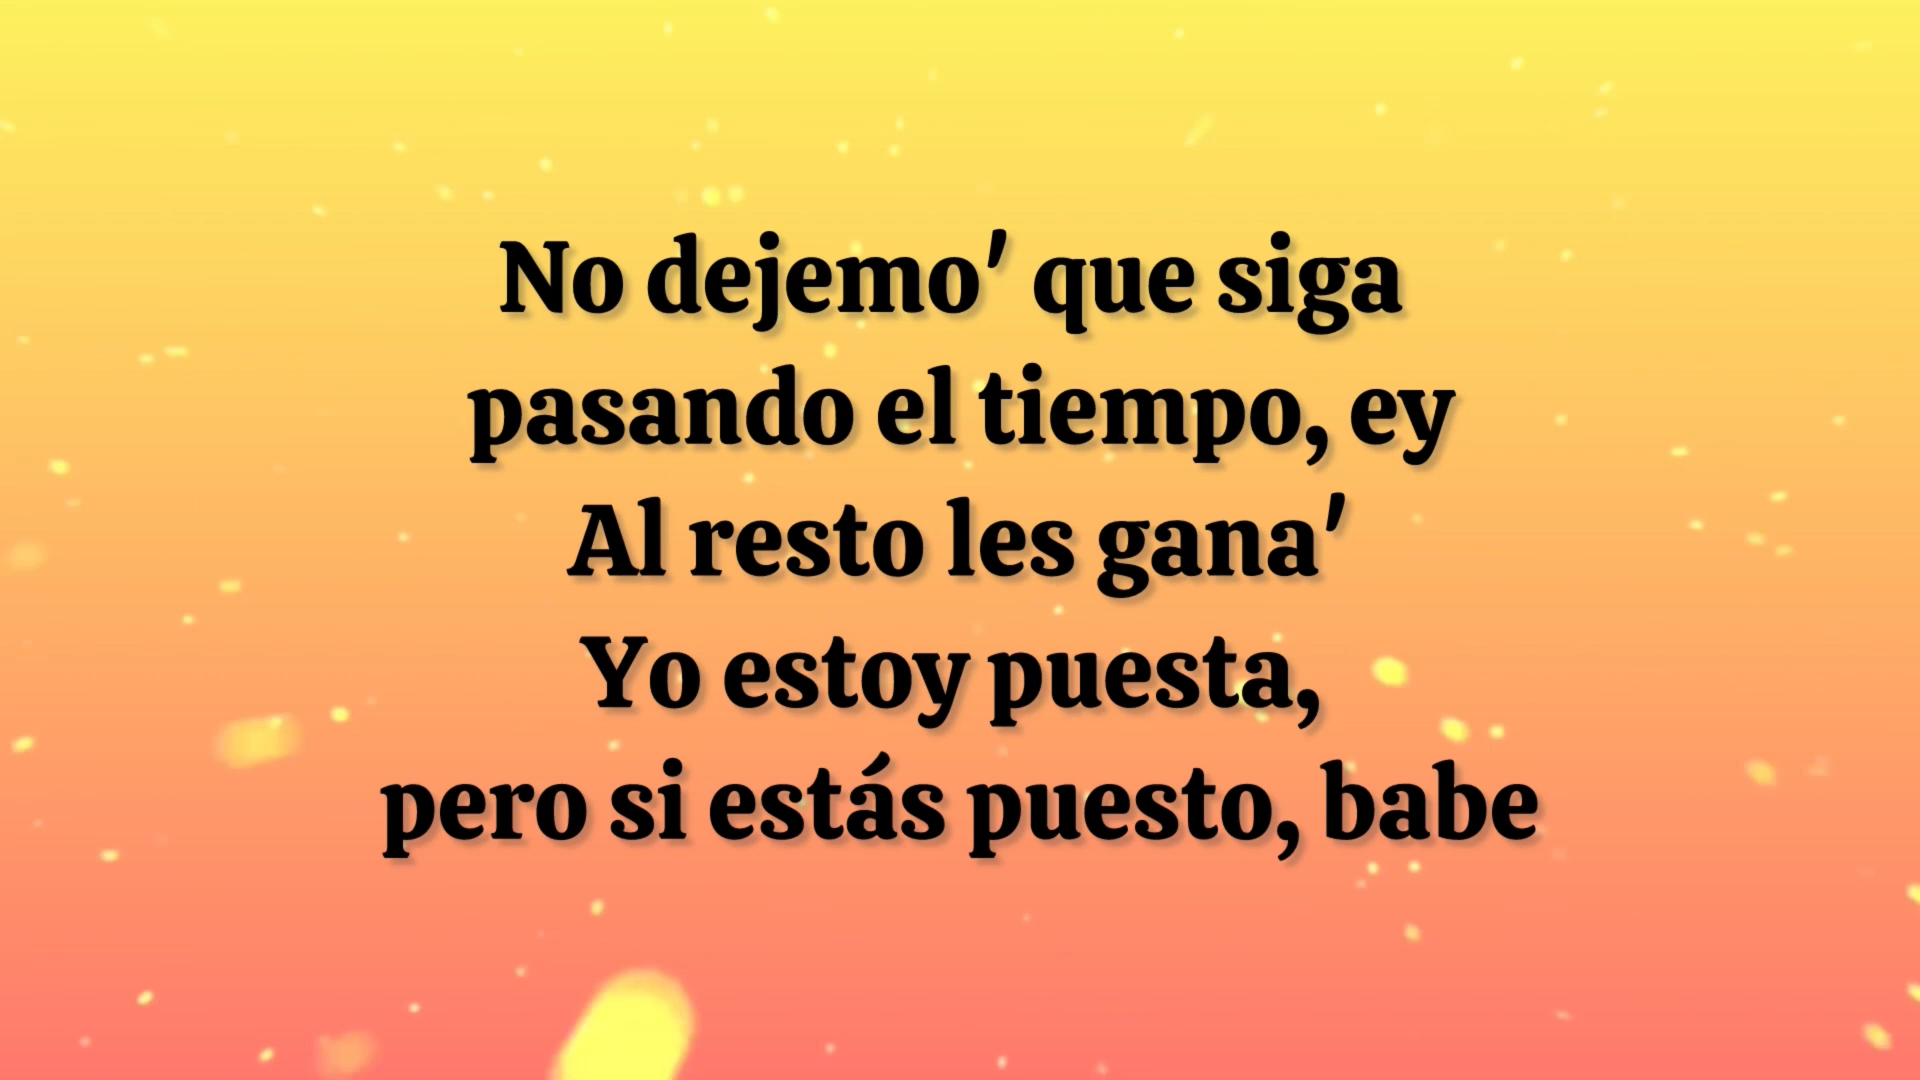 No dejemo' que siga
pasando el tiempo, ey
Al resto les gana'
Yo estoy puesta,
pero si estás puesto, babe